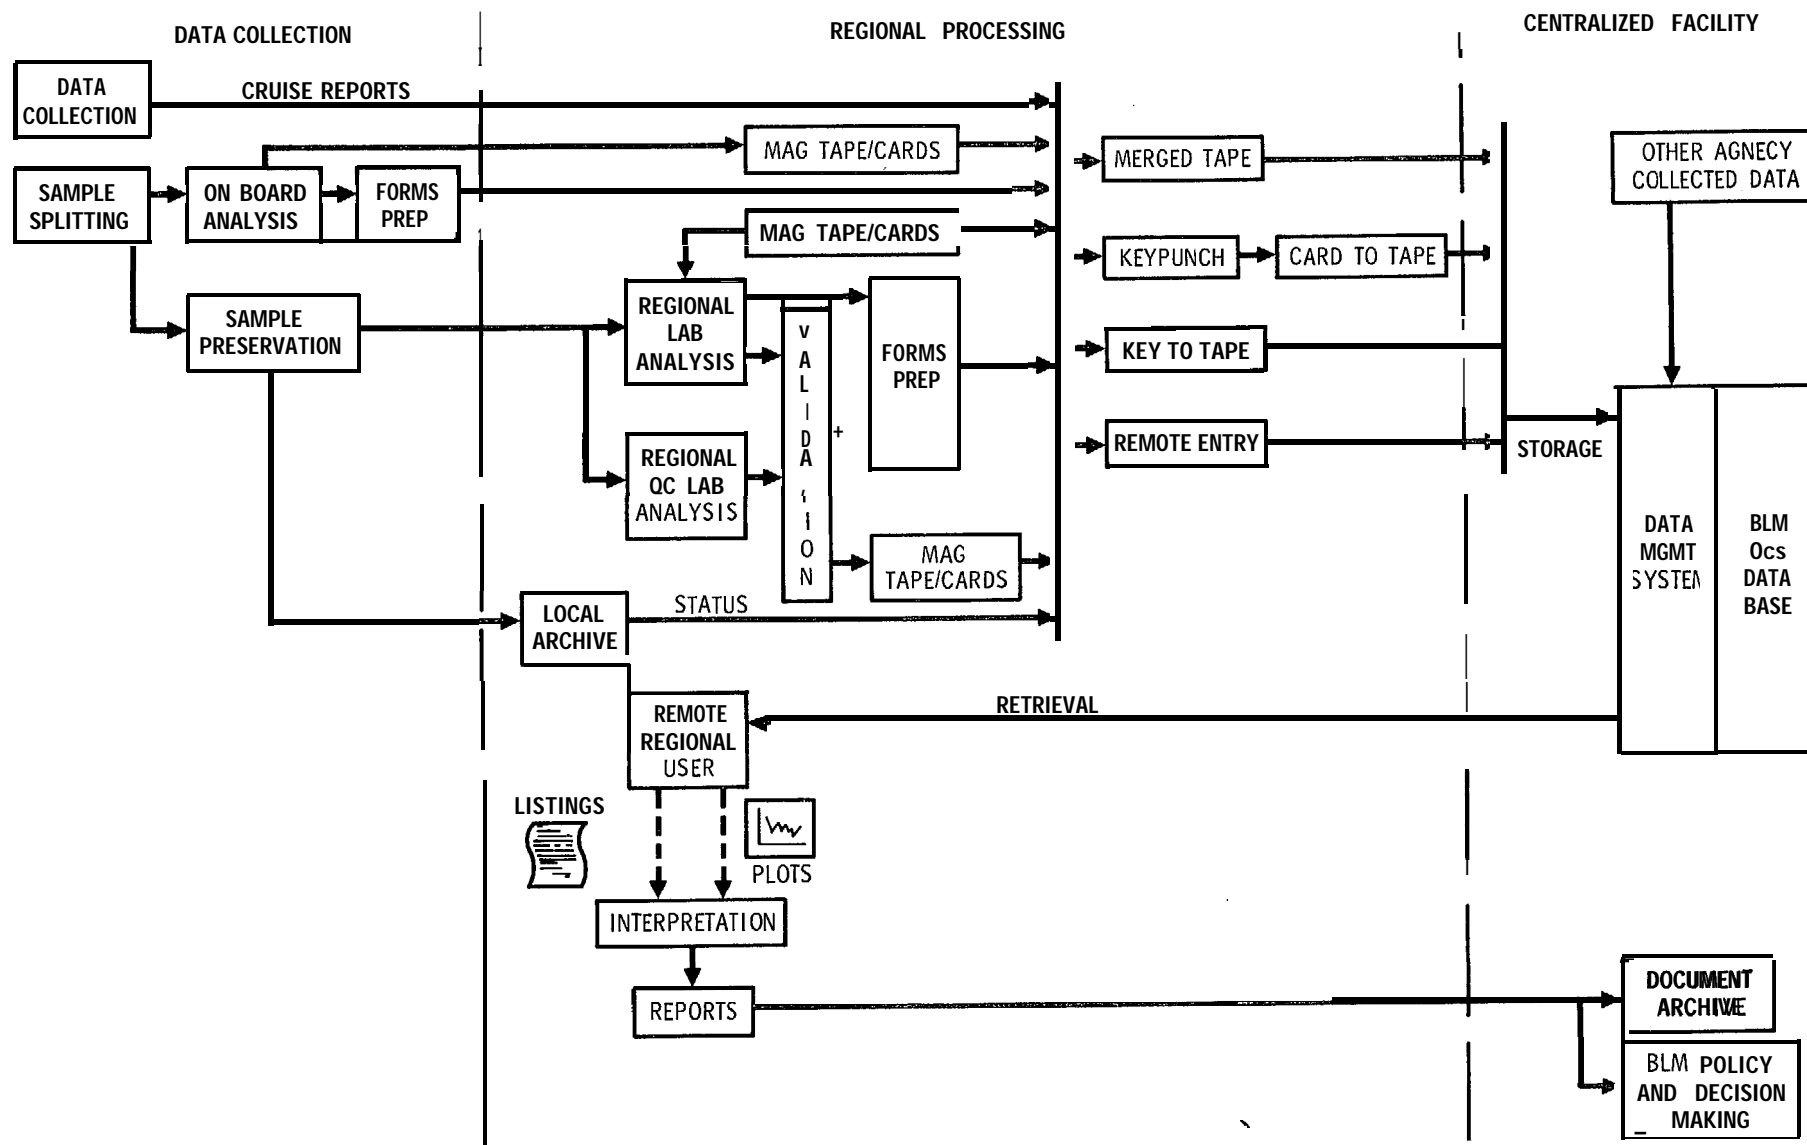 DATA COLLECTION
REGIONAL PROCESSING
CENTRALIZED FACILITY
DATA
COLLECTION
CRUISE REPORTS
MAG TAPE/CARDS
MERGED TAPE
OTHER AGNECY
COLLECTED DATA
SAMPLE
SPLITTING
ON BOARD
ANALYSIS
FORMS
PREP
MAG TAPE/CARDS
KEYPUNCH
CARD TO TAPE
SAMPLE
PRESERVATION
REGIONAL
LAB
ANALYSIS
V
A
L
I
DA
+
ION
FORMS
PREP
KEY TO TAPE
REMOTE ENTRY
STORAGE
REGIONAL
QC LAB
ANALYSIS
MAG
TAPE/CARDS
DATA
MGMT
SYSTEM
BLM
Ocs
DATA
BASE
LOCAL
ARCHIVE
STATUS
REMOTE
REGIONAL
USER
RETRIEVAL
LISTINGS
PLOTS
INTERPRETATION
REPORTS
DOCUMENT
ARCHIVE
BLM POLICY
AND DECISION
MAKING